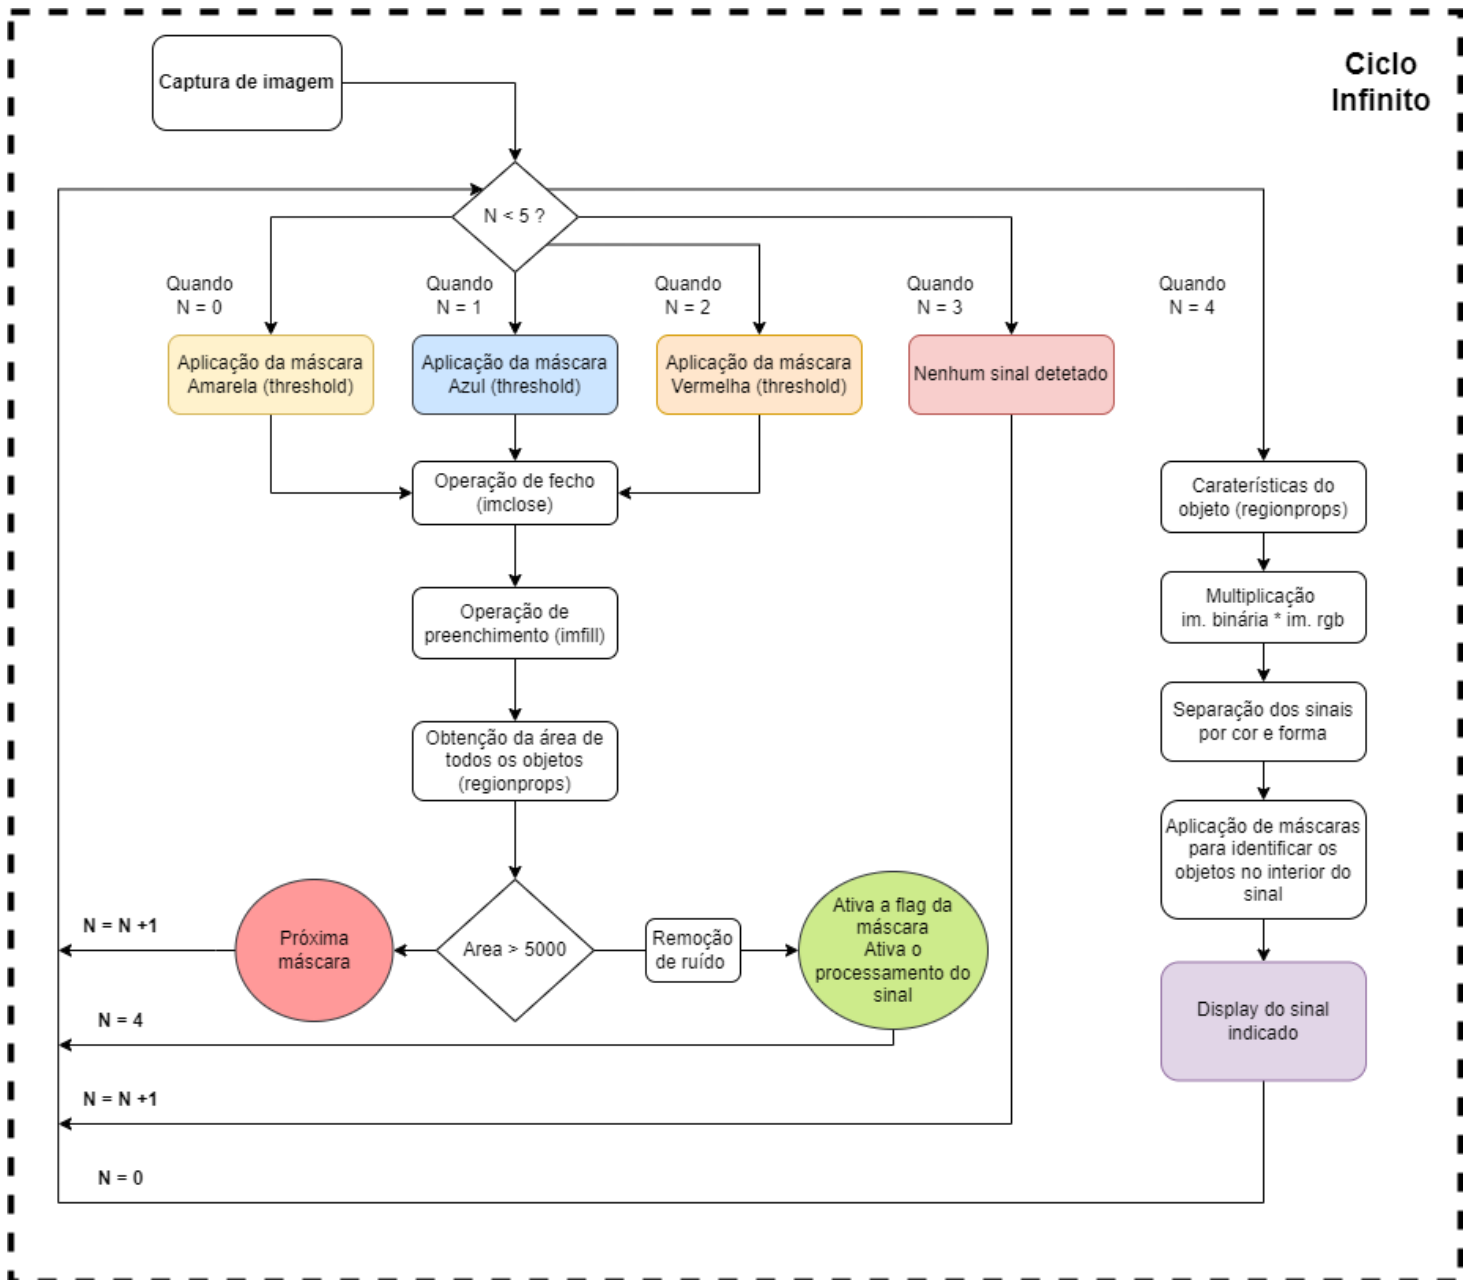 Ciclo
Infinito
Captura de imagem
N < 5 ?
Quando
N = 0
Quando
N = 1
Quando
N = 2
Quando
N = 3
Quando
N = 4
Aplicação da máscara
Amarela (threshold)
Aplicação da máscara
Azul (threshold)
Aplicação da máscara
Vermelha (threshold)
Nenhum sinal detetado
Operação de fecho
(imclose)
Operação de
preenchimento (imfill)
Obtenção da área de
todos os objetos
(regionprops)
Area > 5000
Próxima
máscara
Remoção
de ruído
Ativa a flag da
máscara
Ativa o
processamento do
sinal
N = N +1
N = 4
N = N +1
N = 0
Caraterísticas do
objeto (regionprops)
Multiplicação
im. binária * im. rgb
Separação dos sinais
por cor e forma
Aplicação de máscaras
para identificar os
objetos no interior do
sinal
Display do sinal
indicado